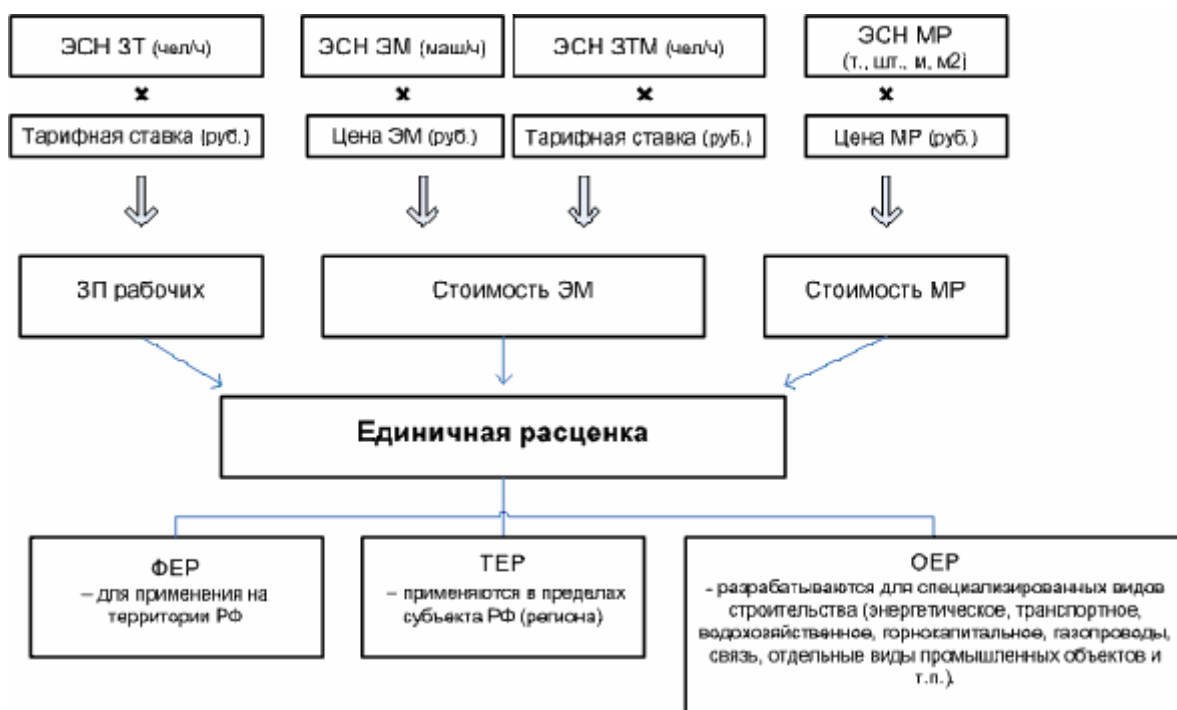 ЭСН ЗТ (чел/ч)
ЭСН ЭМ (маш/ч)
ЭСН ЗТМ (чел/ч)
ЭСН МР
(т., шт., и, м2)
× × × ×
Тарифная ставка (руб.)
Цена ЭМ (руб.)
Тарифная ставка (руб.)
Цена МР (руб.)
ЗП рабочих
Стоимость ЭМ
Стоимость МР
Единичная расценка
ФЕР
– для применения на
территории РФ
ТЕР
– применяются в пределах
субъекта РФ (региона)
ОЕР
- разрабатываются для специализированных видов
строительства (энергетическое, транспортное,
водохозяйственное, горнокапитальное, газопроводы,
связь, отдельные виды промышленных объектов и
т.п.).